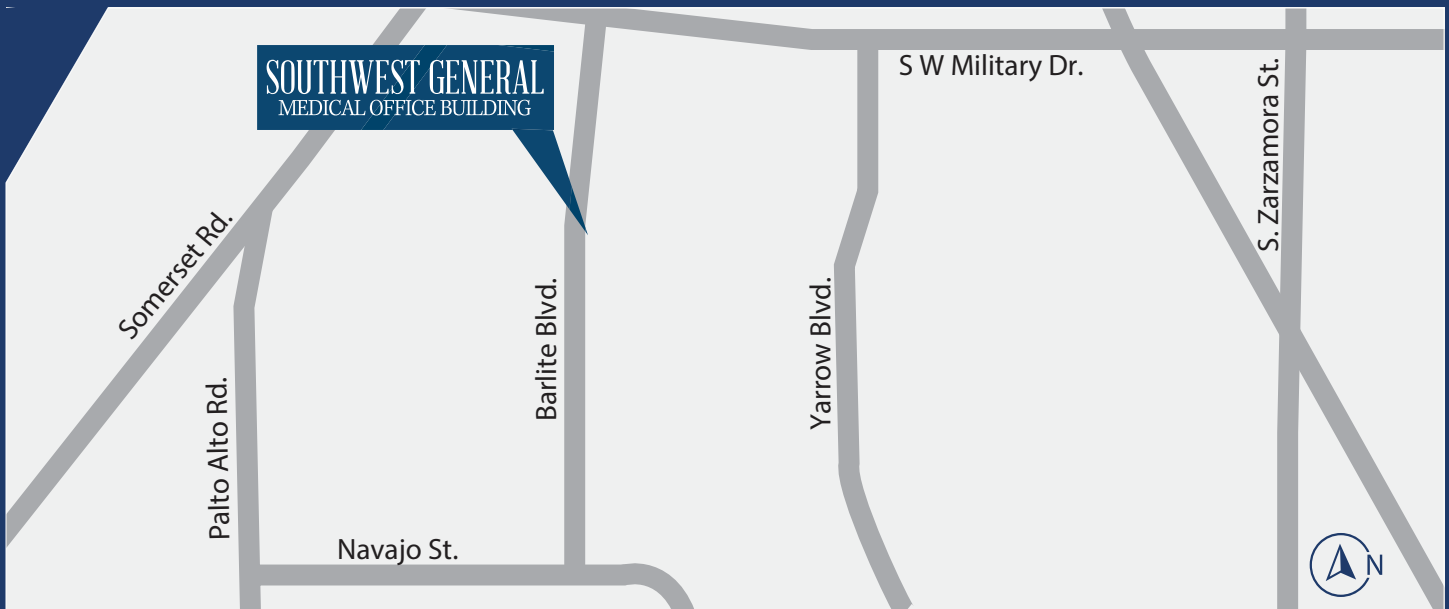 SOUTHWEST GENERAL
MEDICAL OFFICE BUILDING
S W Military Dr.
S. Zarzamora St.
Somerset Rd.
Barlite Blvd.
Yarrow Blvd.
Palto Alto Rd.
Navajo St.
N